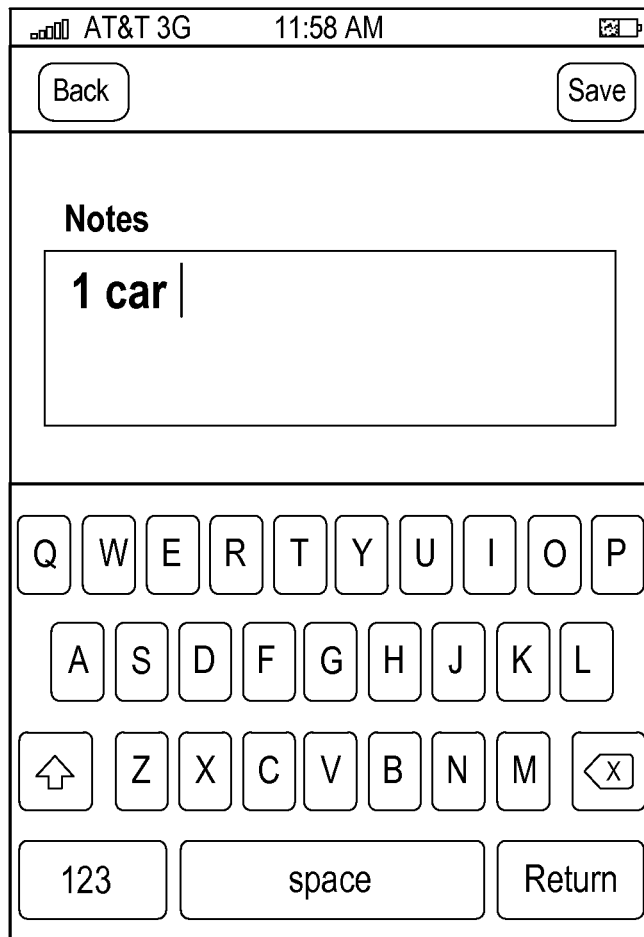 AT&T 3G 11:58 AM
Back Save
Notes
1 car
Q W E R T Y U I O P
A S D F G H J K L
Z X C V B N M X
123 space Return